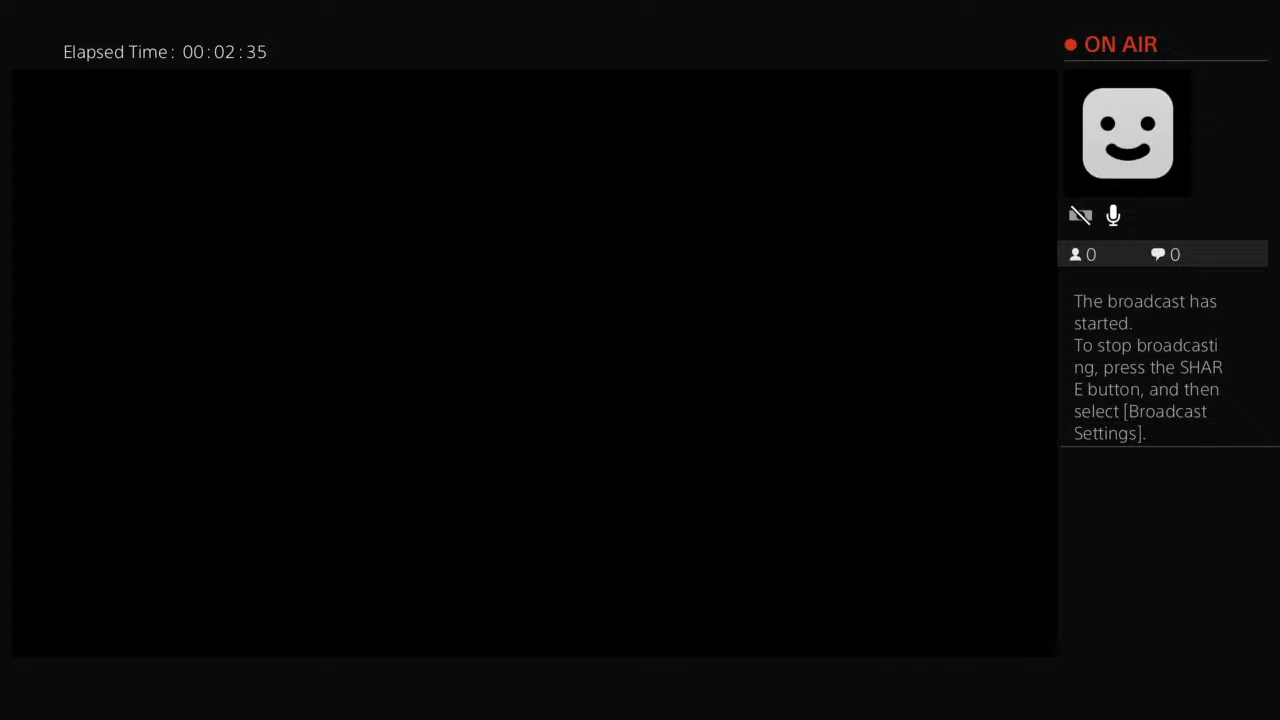 Elapsed Time: 00:02:35
ON AIR
0 0
The broadcast has
started.
To stop broadcasti
ng, press the SHAR
E button, and then
select [Broadcast
Settings].